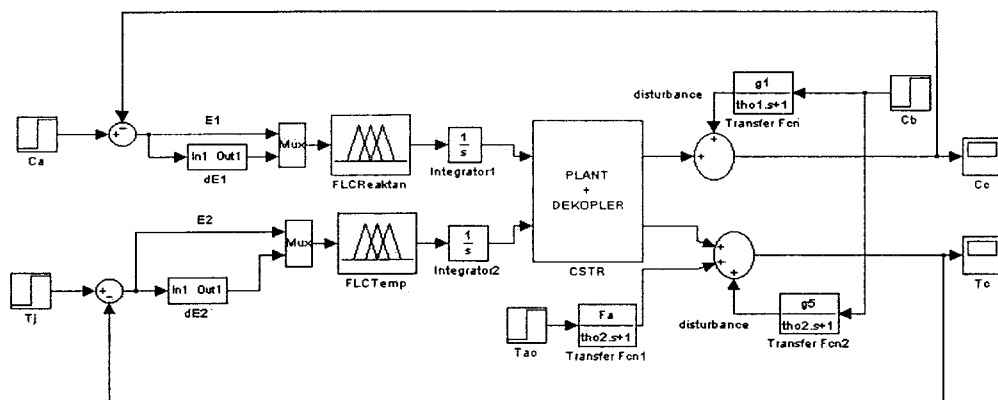 g1
tho1.s+1
Transfer Fcn
disturbance
Cb
E1
Ca
In1 Out1
dE1
Mux
FLCReaktan
1
s
Integrator1
PLANT
+
DEKOPLER
CSTR
Cc
E2
Tj
In1 Out1
dE2
Mux
FLCTemp
1
s
Integrator2
Tao
Fa
tho2.s+1
Transfer Fcn1
disturbance
g5
tho2.s+1
Transfer Fcn2
Tc